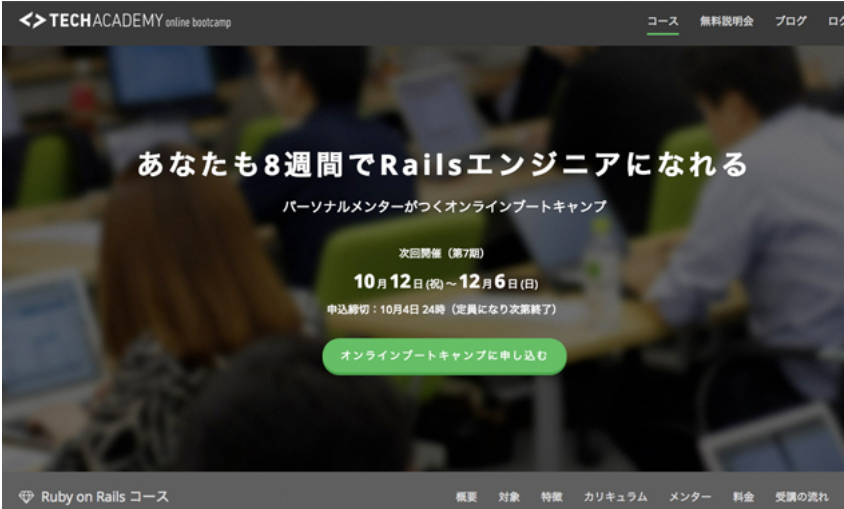 <> TECHACADEMY online bootcamp
コース 無料説明会 ブログ
あなたも8週間でRailsエンジニアになれる
パーソナルメンターがつくオンラインブートキャンプ
次回開催（第7期）
10月12日(祝)～12月6日(日)
申込締切：10月4日 24時（定員になり次第終了）
オンラインブートキャンプに申し込む
Ruby on Rails コース
概要 対象 特徴 カリキュラム メンター 料金 受講の流れ